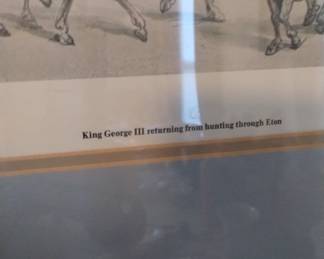 King George III returning from hunting through Eton